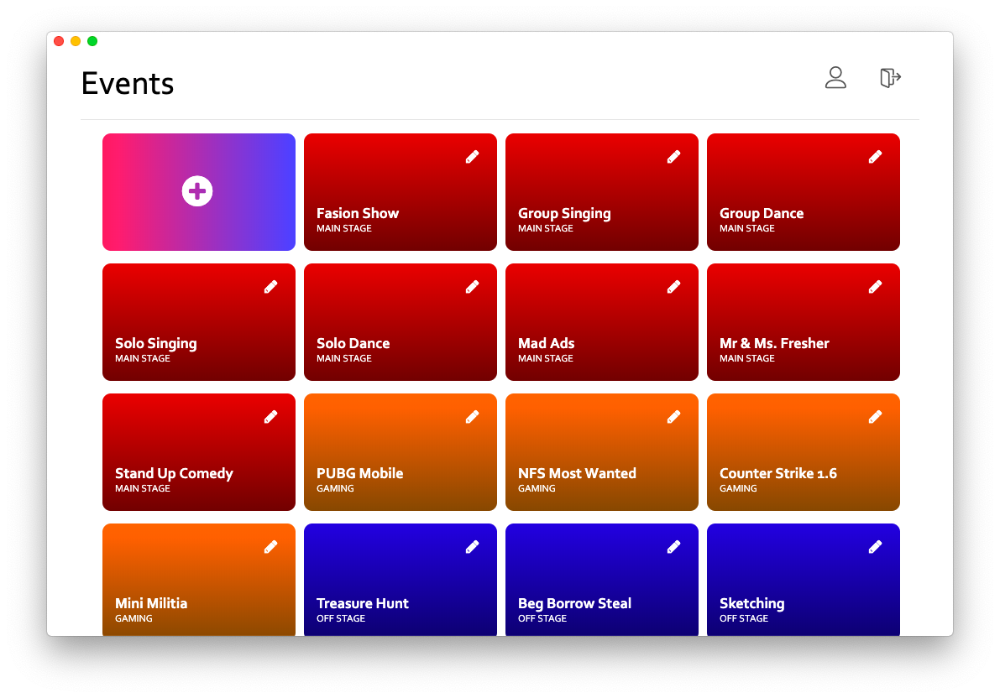 Events
Fasion Show
MAIN STAGE
Group Singing
MAIN STAGE
Group Dance
MAIN STAGE
Solo Singing
MAIN STAGE
Solo Dance
MAIN STAGE
Mad Ads
MAIN STAGE
Mr & Ms. Fresher
MAIN STAGE
Stand Up Comedy
MAIN STAGE
PUBG Mobile
GAMING
NFS Most Wanted
GAMING
Counter Strike 1.6
GAMING
Mini Militia
GAMING
Treasure Hunt
OFF STAGE
Beg Borrow Steal
OFF STAGE
Sketching
OFF STAGE